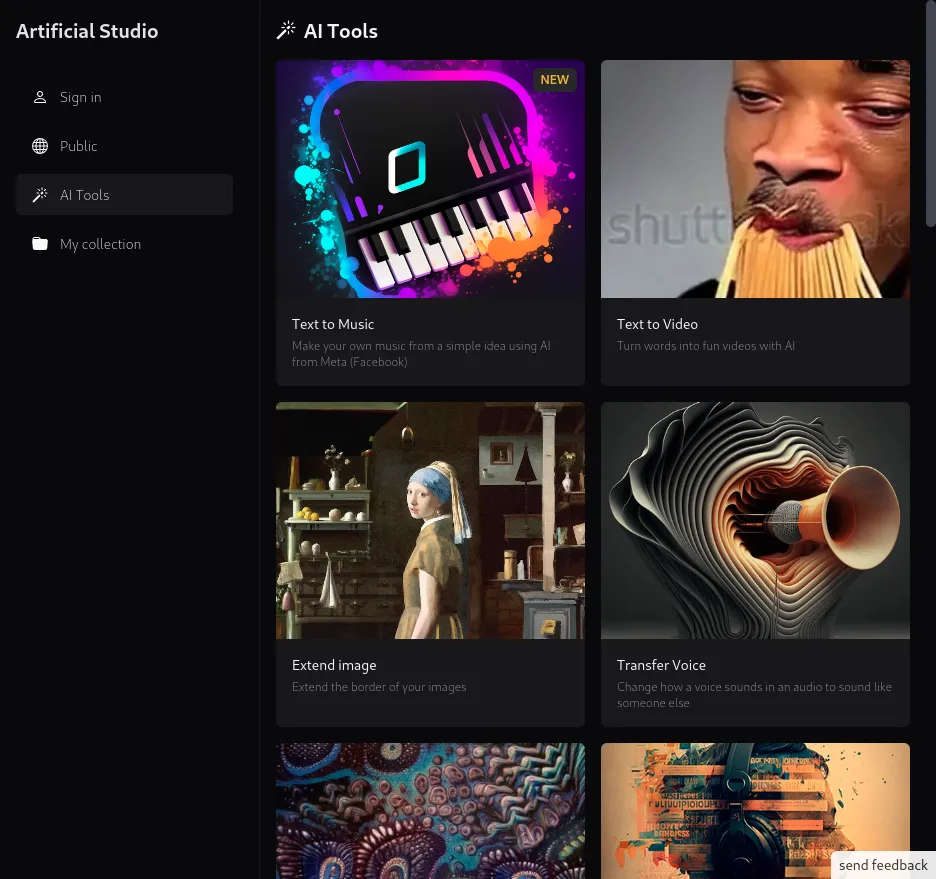 Artificial Studio
Sign in
Public
AI Tools
My collection
AI Tools
NEW
Text to Music
Make your own music from a simple idea using AI
from Meta (Facebook)
shutt
ck
Text to Video
Turn words into fun videos with AI
Extend image
Extend the border of your images
Transfer Voice
Change how a voice sounds in an audio to sound like
someone else
send feedback